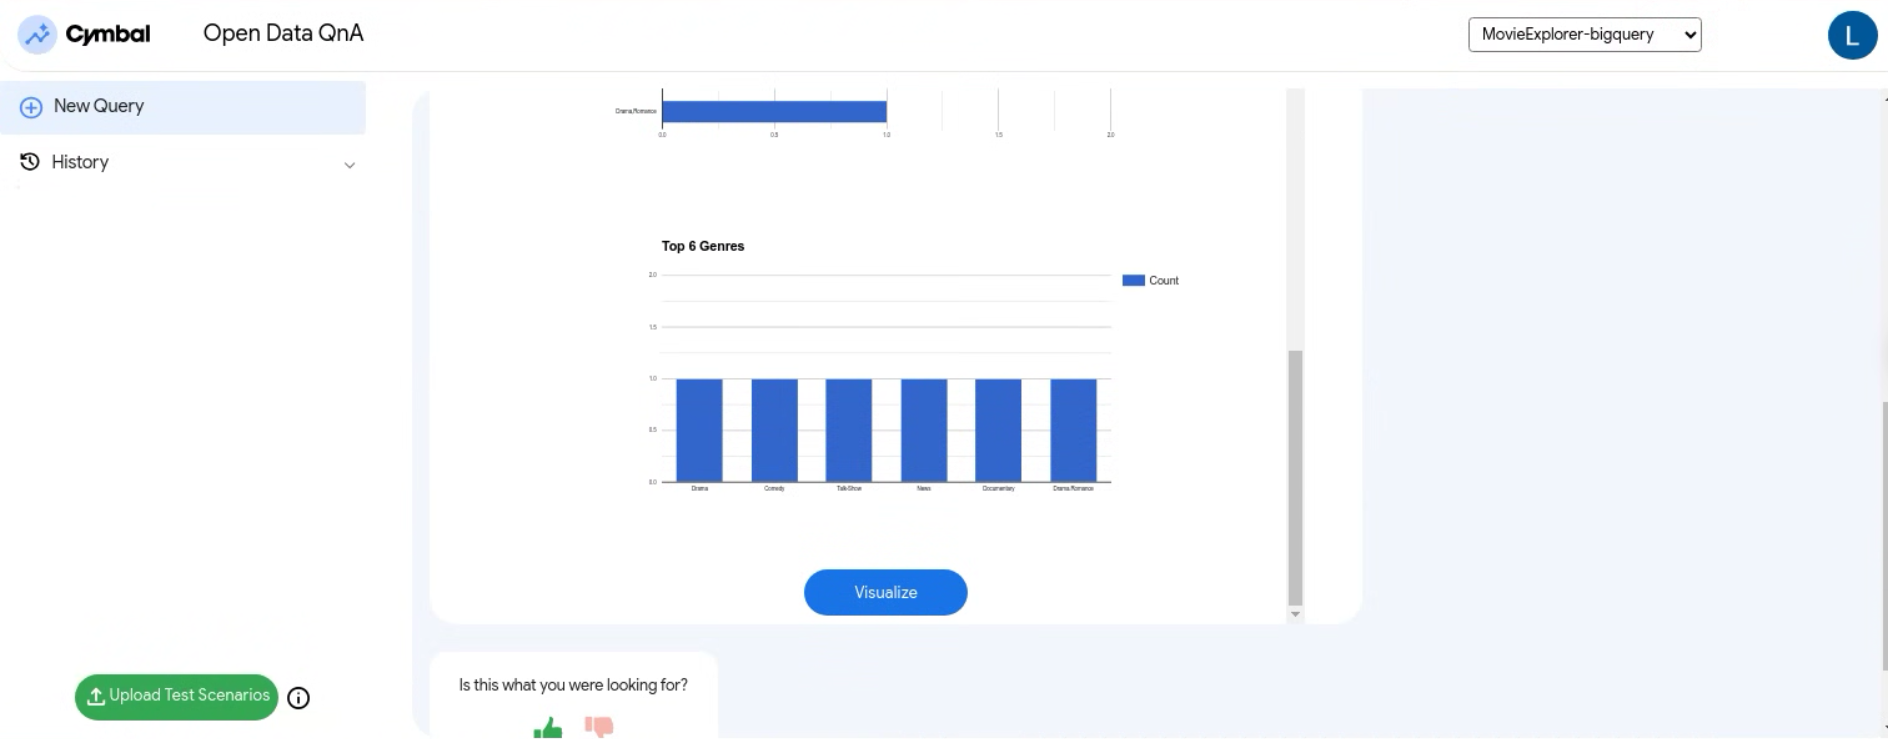 Cymbal
Open Data QnA
MovieExplorer-bigquery
L
New Query
History
Drama,Romance
0.0 0.5 1.0 1.5 2.0
Top 6 Genres
2.0
1.5
1.0
0.5
0.0
Count
Drama Comedy Talk-Show News Documentary Drama,Romance
Visualize
Is this what you were looking for?
Upload Test Scenarios